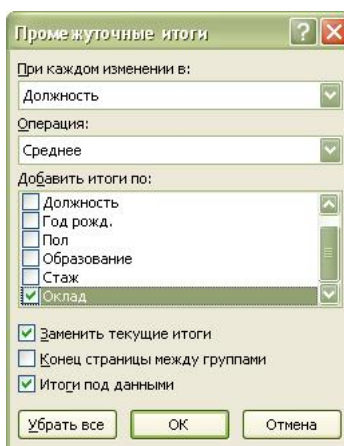 Промежуточные итоги
При каждом изменении в:
Должность
Операция:
Среднее
Добавить итоги по:
Должность
Год рожд.
Пол
Образование
Стаж
Оклад
Заменить текущие итоги
Конец страницы между группами
Итоги под данными
Убрать все ОК Отмена